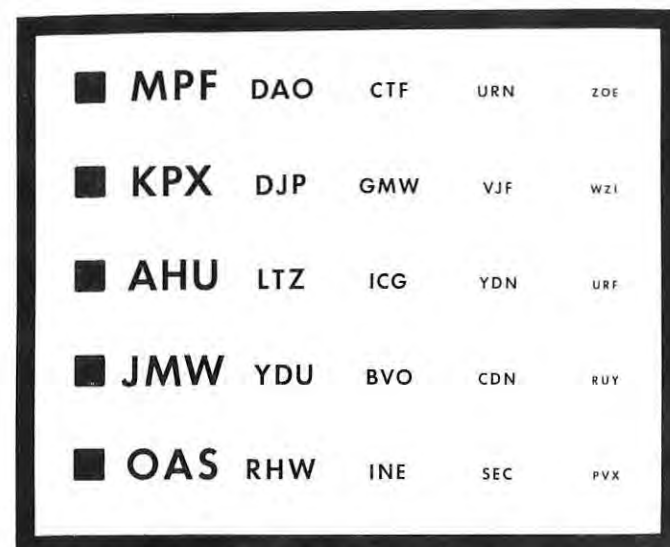 MPF DAO CTF URN ZOE
KPX DJP GMW VJF WZI
AHU LTZ ICG YDN URF
JMW YDU BVO CDN RUY
OAS RHW INE SEC PVX